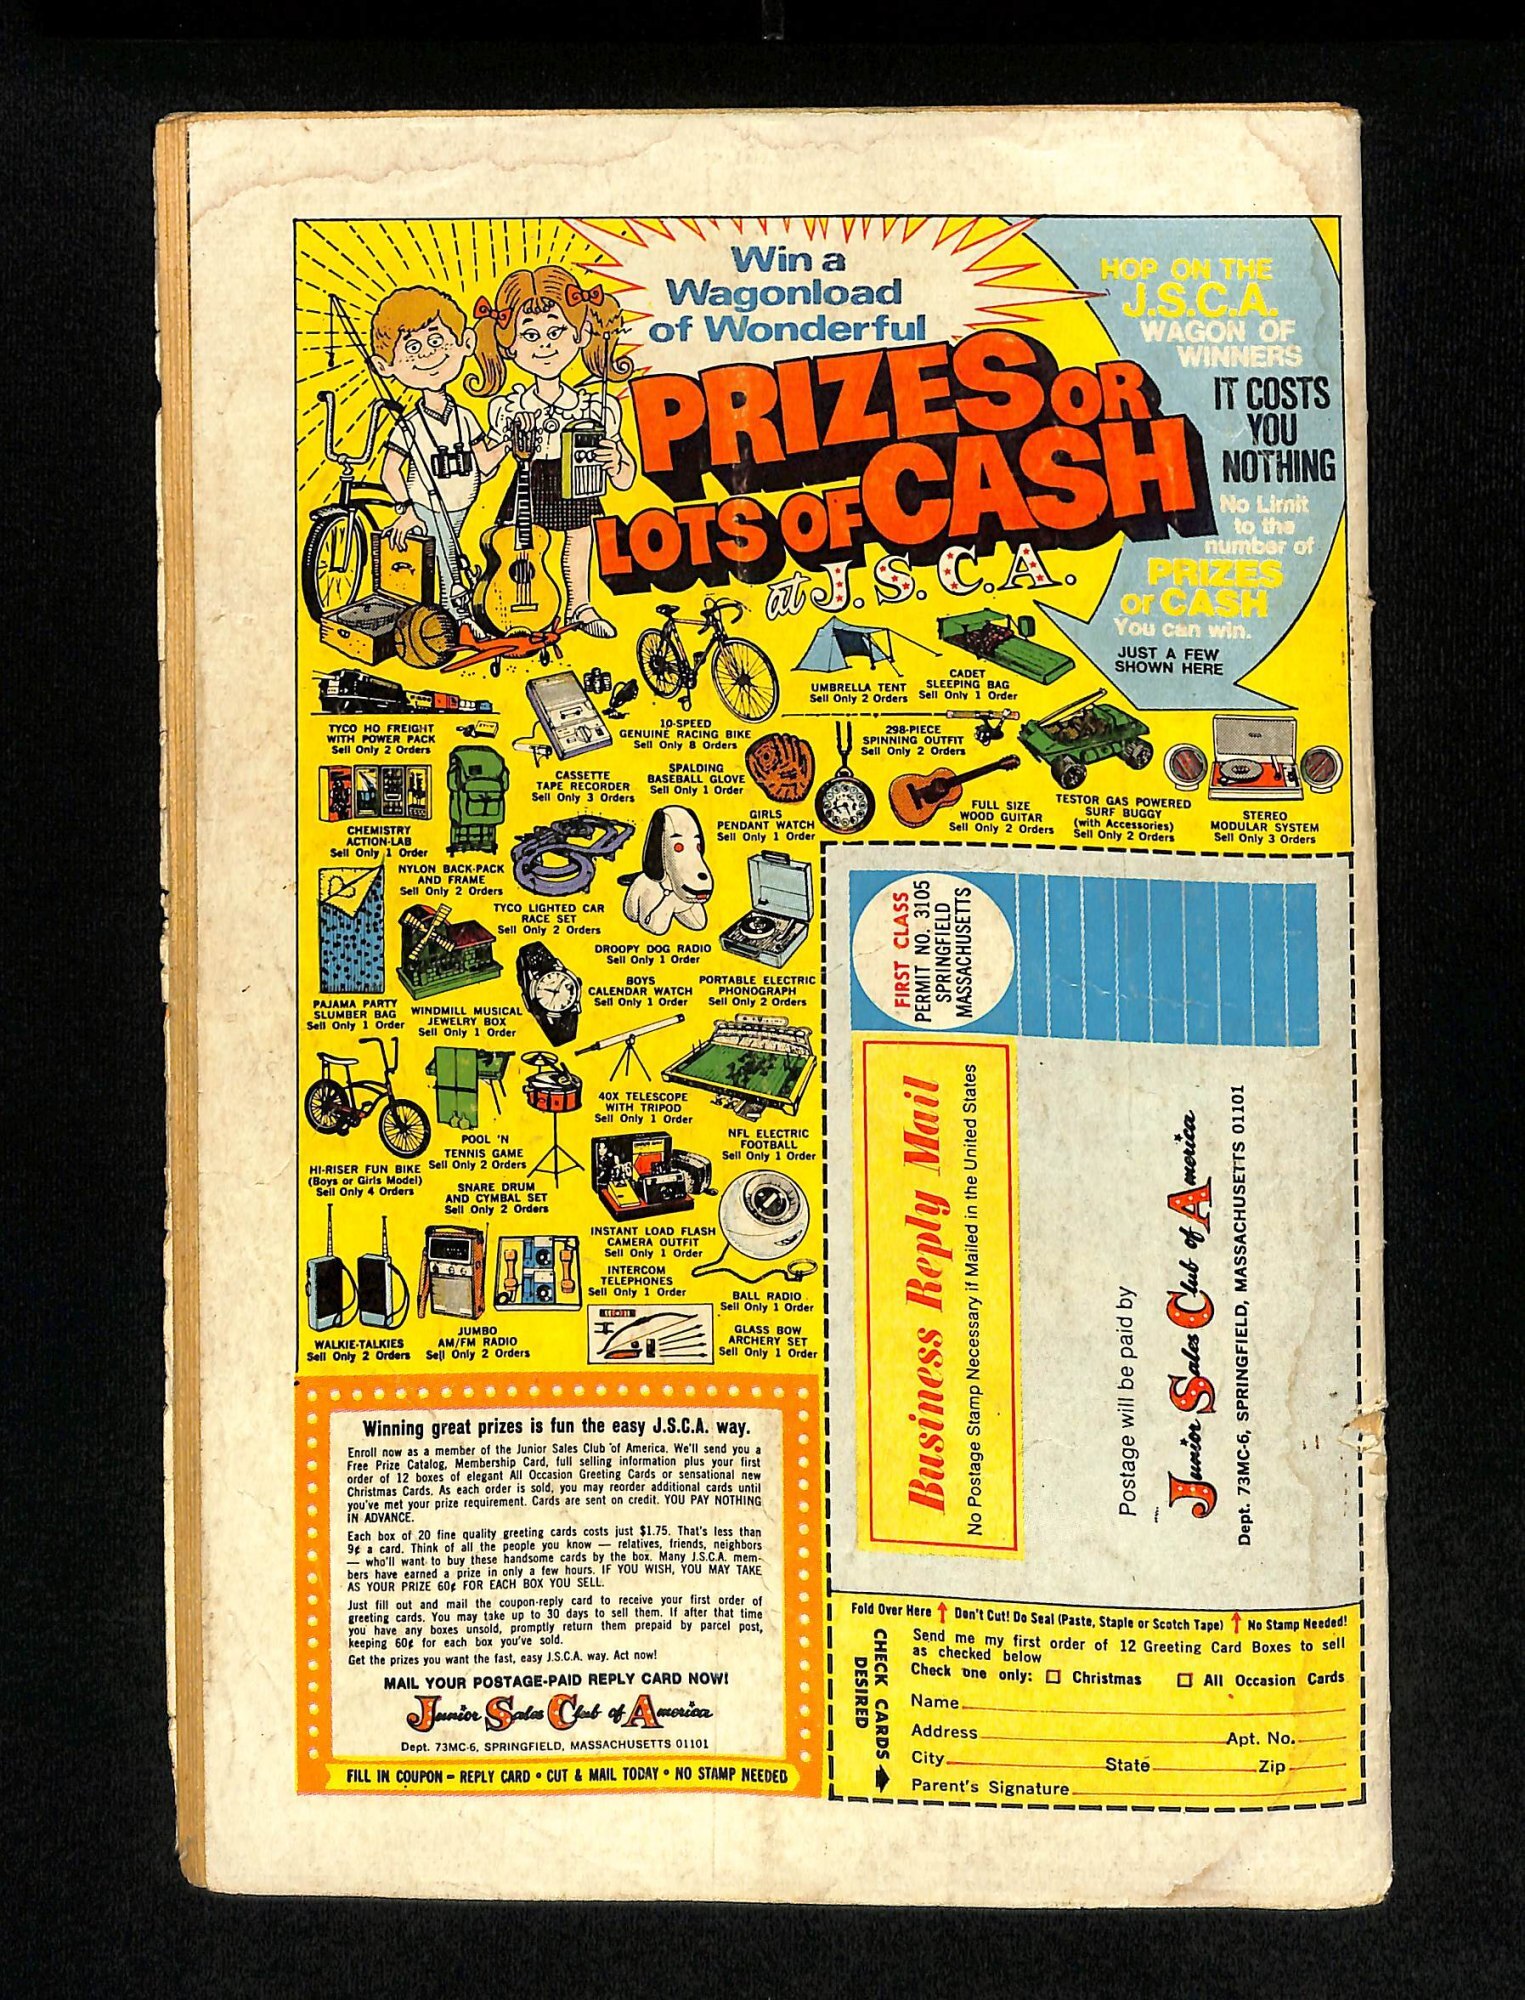 Win a
Wagonload
of Wonderful
PRIZES OR
LOTS OF CASH
at J.S.C.A.
HOP ON THE
J.S.C.A.
WAGON OF
WINNERS
IT COSTS
YOU
NOTHING
No Limit
to the
number of
PRIZES
or CASH
You can win.
JUST A FEW
SHOWN HERE
TYCO HO FREIGHT
WITH POWER PACK
Sell Only 2 Orders
CASSETTE
TAPE RECORDER
Sell Only 3 Orders
10-SPEED
GENUINE RACING BIKE
Sell Only 8 Orders
UMBRELLA TENT
Sell Only 2 Orders
CADET
SLEEPING BAG
Sell Only 1 Order
298-PIECE
SPINNING OUTFIT
Sell Only 2 Orders
SPALDING
BASEBALL GLOVE
Sell Only 1 Order
GIRLS
PENDANT WATCH
Sell Only 1 Order
FULL SIZE
WOOD GUITAR
Sell Only 2 Orders
TESTOR GAS POWERED
SURF BUGGY
(with Accessories)
Sell Only 2 Orders
STEREO
MODULAR SYSTEM
Sell Only 3 Orders
CHEMISTRY
ACTION-LAB
Sell Only 1 Order
NYLON BACK-PACK
AND FRAME
Sell Only 2 Orders
TYCO LIGHTED CAR
RACE SET
Sell Only 2 Orders
DROOPY DOG RADIO
Sell Only 1 Order
PAJAMA PARTY
SLUMBER BAG
Sell Only 1 Order
WINDMILL MUSICAL
JEWELRY BOX
Sell Only 1 Order
BOYS
CALENDAR WATCH
Sell Only 1 Order
PORTABLE ELECTRIC
PHONOGRAPH
Sell Only 2 Orders
HI-RISER FUN BIKE
(Boys or Girls Model)
Sell Only 4 Orders
POOL 'N
TENNIS GAME
Sell Only 2 Orders
SNARE DRUM
AND CYMBAL SET
Sell Only 2 Orders
40X TELESCOPE
WITH TRIPOD
Sell Only 1 Order
NFL ELECTRIC
FOOTBALL
Sell Only 1 Order
INSTANT LOAD FLASH
CAMERA OUTFIT
Sell Only 1 Order
INTERCOM
TELEPHONES
Sell Only 1 Order
BALL RADIO
Sell Only 1 Order
WALKIE-TALKIES
Sell Only 2 Orders
JUMBO
AM/FM RADIO
Sell Only 2 Orders
GLASS BOW
ARCHERY SET
Sell Only 1 Order
Winning great prizes is fun the easy J.S.C.A. way.
Enroll now as a member of the Junior Sales Club of America. We'll send you a
Free Prize Catalog, Membership Card, full selling information plus your first
order of 12 boxes of elegant All Occasion Greeting Cards or sensational new
Christmas Cards. As each order is sold, you may reorder additional cards until
you've met your prize requirement. Cards are sent on credit. YOU PAY NOTHING
IN ADVANCE.
Each box of 20 fine quality greeting cards costs just $1.75. That's less than
9¢ a card. Think of all the people you know — relatives, friends, neighbors
— who'll want to buy these handsome cards by the box. Many J.S.C.A. mem-
bers have earned a prize in only a few hours. IF YOU WISH, YOU MAY TAKE
AS YOUR PRIZE 60¢ FOR EACH BOX YOU SELL.
Just fill out and mail the coupon-reply card to receive your first order of
greeting cards. You may take up to 30 days to sell them. If after that time
you have any boxes unsold, promptly return them prepaid by parcel post,
keeping 60¢ for each box you've sold.
Get the prizes you want the fast, easy J.S.C.A. way. Act now!
MAIL YOUR POSTAGE-PAID REPLY CARD NOW!
Junior Sales Club of America
Dept. 73MC-6, SPRINGFIELD, MASSACHUSETTS 01101
FILL IN COUPON – REPLY CARD • CUT & MAIL TODAY • NO STAMP NEEDED
FIRST CLASS
PERMIT NO. 3105
SPRINGFIELD
MASSACHUSETTS
Business Reply Mail
No Postage Stamp Necessary if Mailed in the United States
Postage will be paid by
Junior Sales Club of America
Dept. 73MC-6, SPRINGFIELD, MASSACHUSETTS 01101
Fold Over Here ↑ Don't Cut! Do Seal (Paste, Staple or Scotch Tape) ↑ No Stamp Needed!
CHECK CARDS
DESIRED
Send me my first order of 12 Greeting Card Boxes to sell
as checked below
Check one only: ☐ Christmas ☐ All Occasion Cards
Name
Address Apt. No.
City State Zip
Parent's Signature